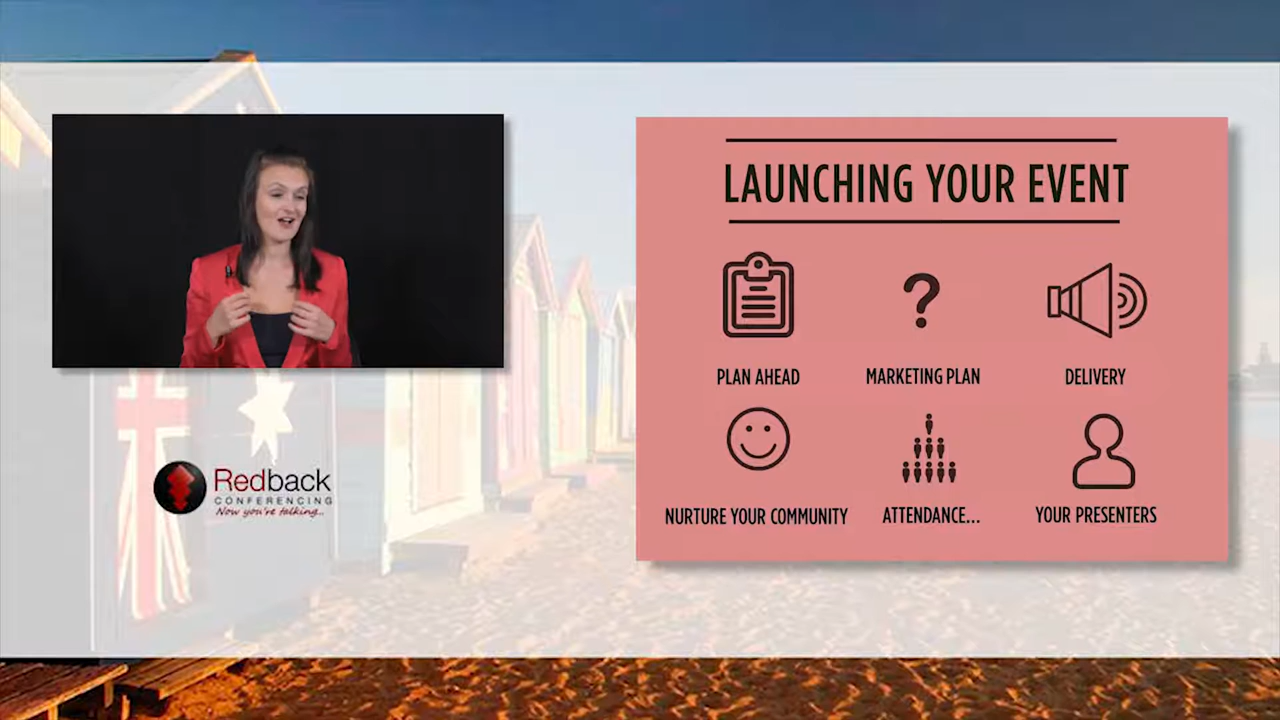 LAUNCHING YOUR EVENT
PLAN AHEAD
MARKETING PLAN
DELIVERY
NURTURE YOUR COMMUNITY
ATTENDANCE...
YOUR PRESENTERS
Redback
CONFERENCING
Now you're talking..